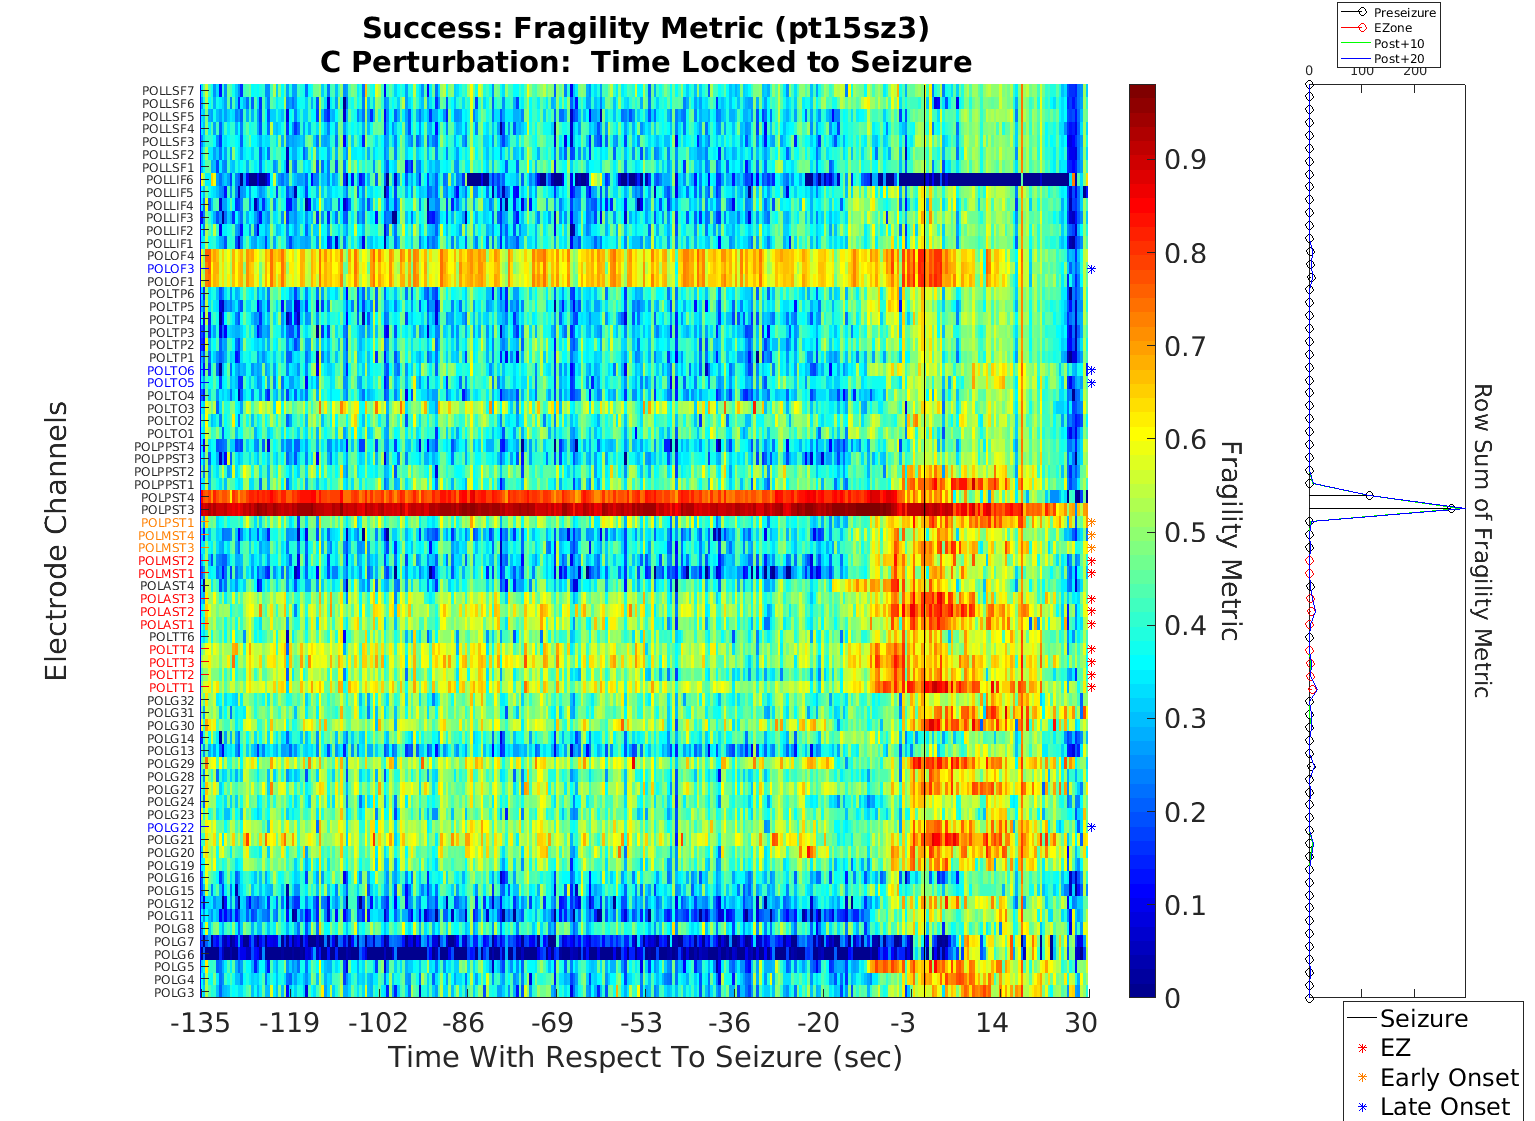 Success: Fragility Metric (pt15sz3)
C Perturbation:  Time Locked to Seizure
Electrode Channels
POLLSF7
POLLSF6
POLLSF5
POLLSF4
POLLSF3
POLLSF2
POLLSF1
POLLIF6
POLLIF5
POLLIF4
POLLIF3
POLLIF2
POLLIF1
POLOF4
POLOF3
POLOF1
POLTP6
POLTP5
POLTP4
POLTP3
POLTP2
POLTP1
POLTO6
POLTO5
POLTO4
POLTO3
POLTO2
POLTO1
POLPPST4
POLPPST3
POLPPST2
POLPPST1
POLPST4
POLPST3
POLPST1
POLMST4
POLMST3
POLMST2
POLMST1
POLAST4
POLAST3
POLAST2
POLAST1
POLTT6
POLTT4
POLTT3
POLTT2
POLTT1
POLG32
POLG31
POLG30
POLG14
POLG13
POLG29
POLG28
POLG27
POLG24
POLG23
POLG22
POLG21
POLG20
POLG19
POLG16
POLG15
POLG12
POLG11
POLG8
POLG7
POLG6
POLG5
POLG4
POLG3
-135 -119 -102 -86 -69 -53 -36 -20 -3 14 30
Time With Respect To Seizure (sec)
0.9
0.8
0.7
0.6
0.5
0.4
0.3
0.2
0.1
0
Fragility Metric
Preseizure
EZone
Post+10
Post+20
0 100 200
Row Sum of Fragility Metric
Seizure
EZ
Early Onset
Late Onset